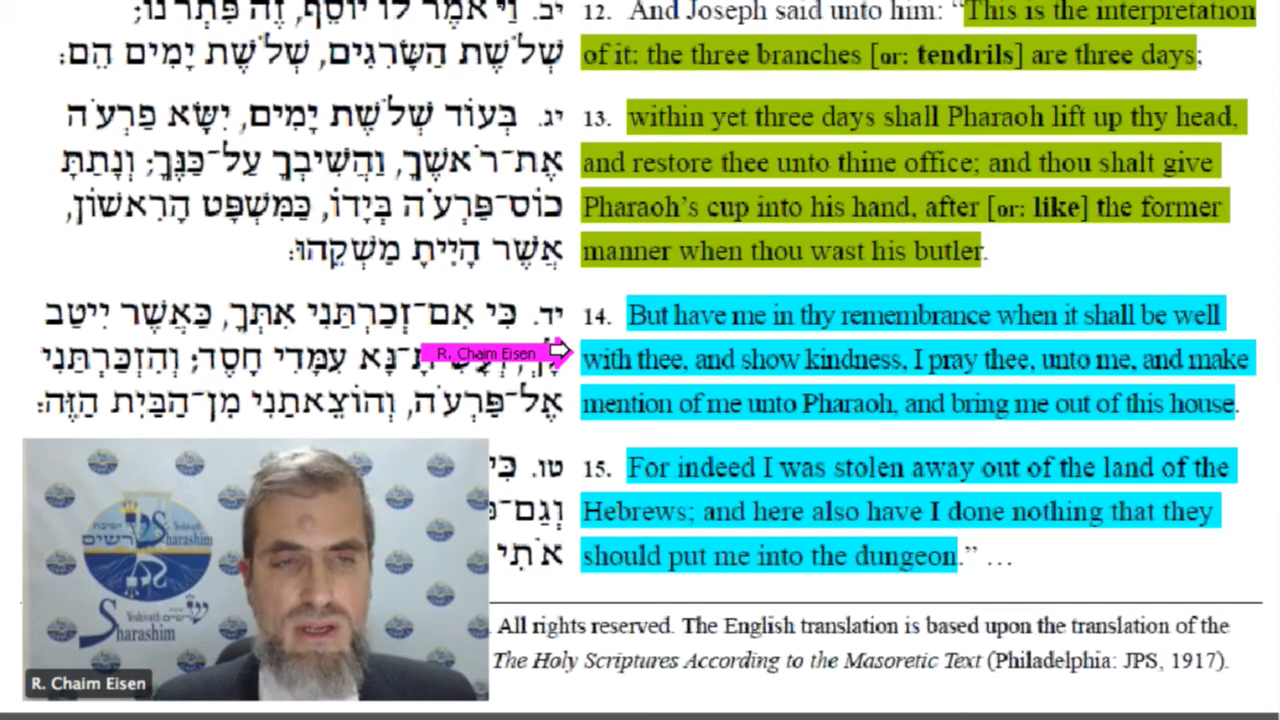 יב. וַיֹּאמֶר לוֹ יוֹסֵף, זֶה פִּתְרֹנוֹ;
שְׁלֹשֶׁת הַשָּׂרִגִים, שְׁלֹשֶׁת יָמִים הֵם:
יג. בְּעוֹד שְׁלֹשֶׁת יָמִים, יִשָּׂא פַרְעֹה
אֶת־רֹאשֶׁךָ, וַהֲשִׁיבְךָ עַל־כַּנֶּךָ; וְנָתַתָּ
כוֹס־פַּרְעֹה בְּיָדוֹ, כַּמִּשְׁפָּט הָרִאשׁוֹן,
אֲשֶׁר הָיִיתָ מַשְׁקֵהוּ:
יד. כִּי אִם־זְכַרְתַּנִי אִתְּךָ, כַּאֲשֶׁר יִיטַב
נָּא עִמָּדִי חָסֶד; וְהִזְכַּרְתַּנִי
אֶל־פַּרְעֹה, וְהוֹצֵאתַנִי מִן־הַבַּיִת הַזֶּה:
טו. כִּי
וְגַם־
אֹתִי
12. And Joseph said unto him: “This is the interpretation
of it: the three branches [or: tendrils] are three days;
13. within yet three days shall Pharaoh lift up thy head,
and restore thee unto thine office; and thou shalt give
Pharaoh’s cup into his hand, after [or: like] the former
manner when thou wast his butler.
14. But have me in thy remembrance when it shall be well
R. Chaim Eisen
with thee, and show kindness, I pray thee, unto me, and make
mention of me unto Pharaoh, and bring me out of this house.
15. For indeed I was stolen away out of the land of the
Hebrews; and here also have I done nothing that they
should put me into the dungeon.” …
All rights reserved. The English translation is based upon the translation of the
The Holy Scriptures According to the Masoretic Text (Philadelphia: JPS, 1917).
ישיבת
שרשים
Yeshivath
Sharashim
Yeshivath שרשים
Sharashim
R. Chaim Eisen